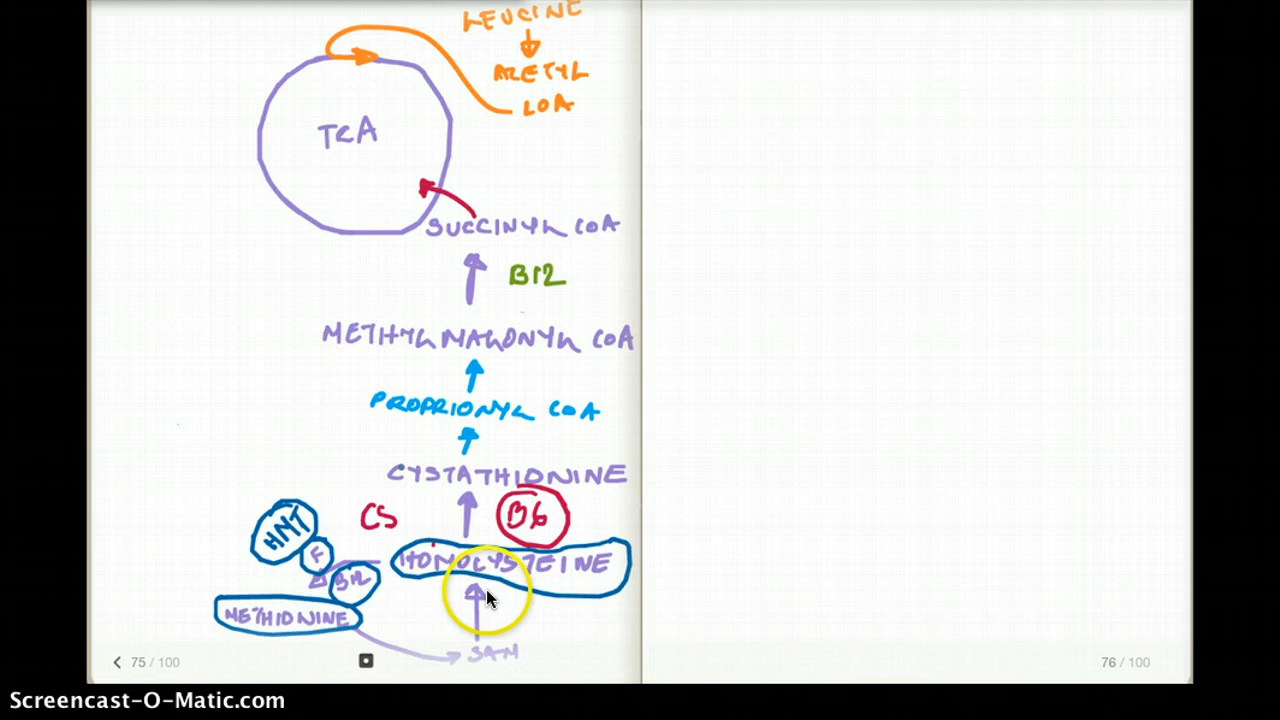 LEUCINE
ACETYL
COA
TCA
SUCCINYL COA
B12
METHYLMALONYL COA
PROPRIONYL COA
CYSTATHIONINE
CS
B6
HMT
F
HOMOCYSTEINE
B12
METHIONINE
SAM
75 / 100
76 / 100
Screencast-O-Matic.com